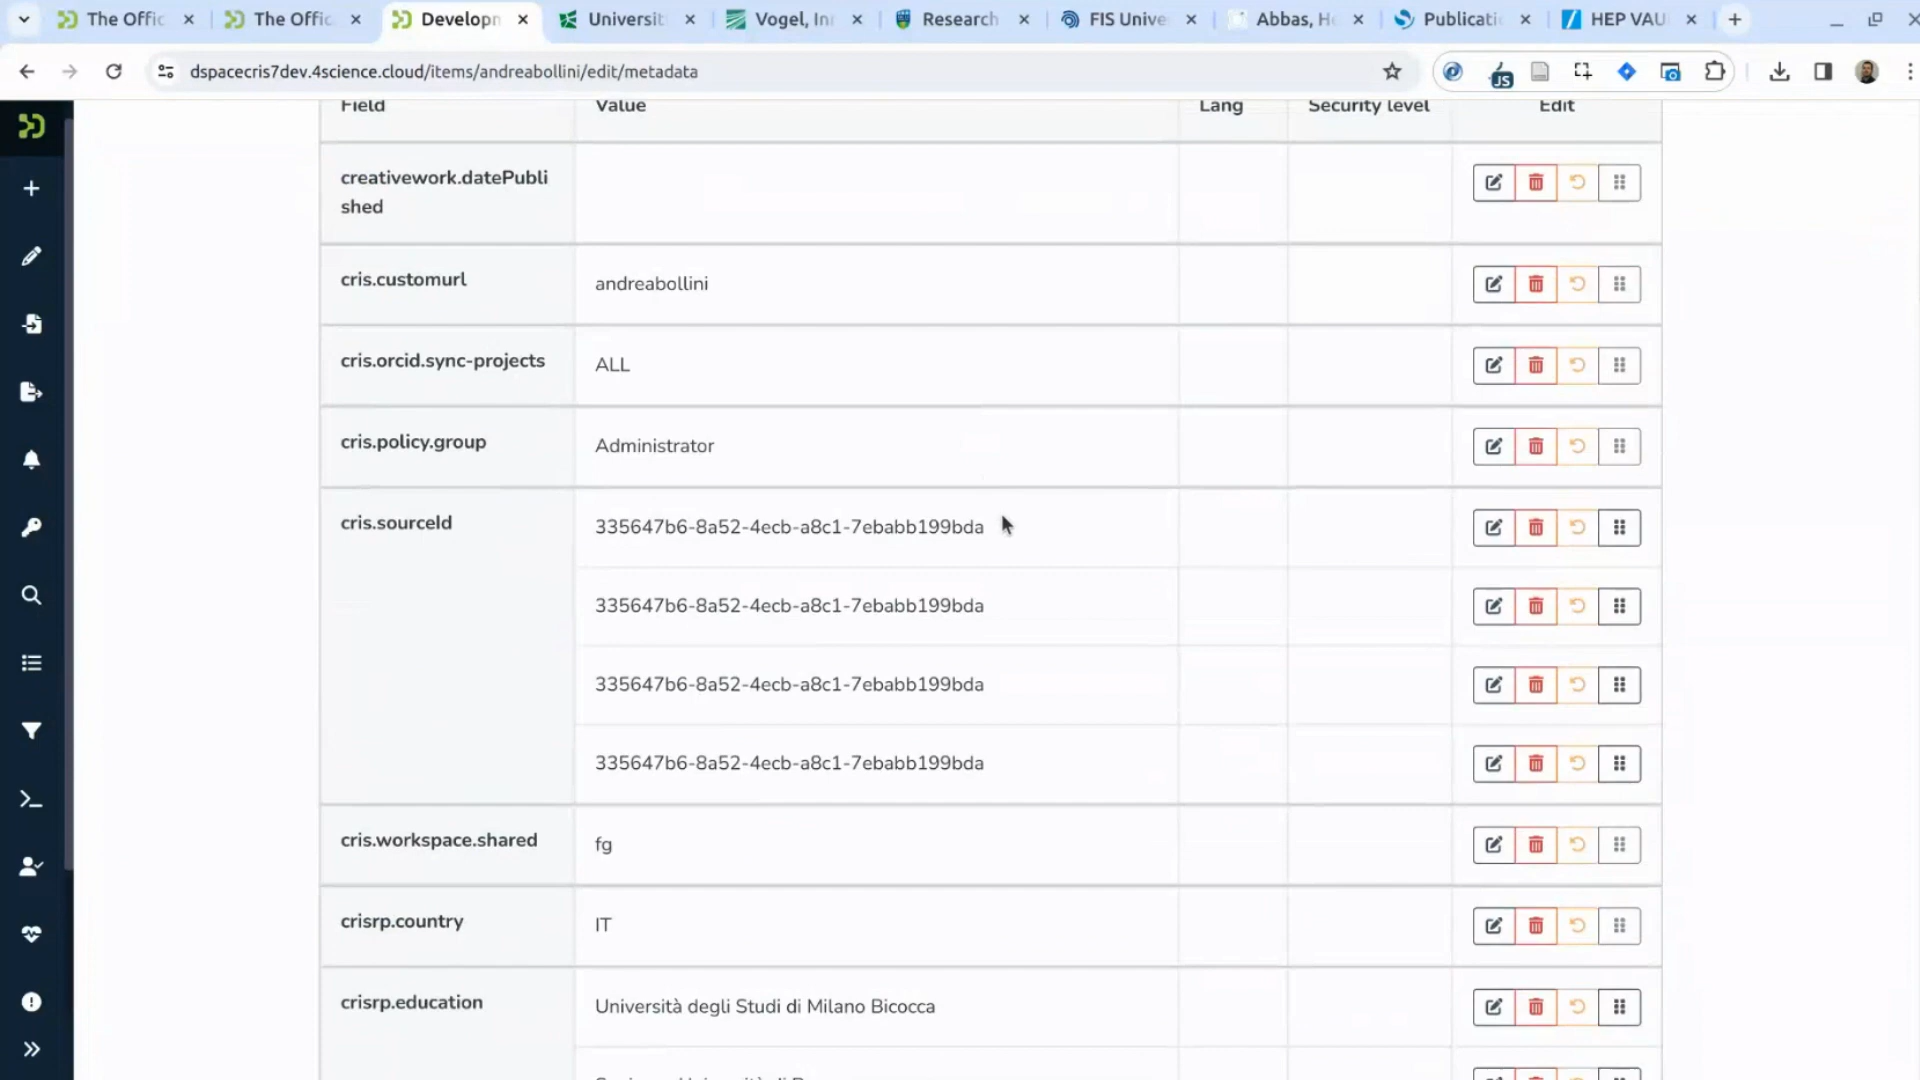 The Offic
The Offic
Developn
Universit
Vogel, Inr
Research
FIS Unive
Abbas, H
Publicati
HEP VAU
dspacecris7dev.4science.cloud/items/andreabollini/edit/metadata
JS
Field Value Lang Security level Edit
creativework.datePubli
shed
cris.customurl andreabollini
cris.orcid.sync-projects ALL
cris.policy.group Administrator
cris.sourceId 335647b6-8a52-4ecb-a8c1-7ebabb199bda
335647b6-8a52-4ecb-a8c1-7ebabb199bda
335647b6-8a52-4ecb-a8c1-7ebabb199bda
335647b6-8a52-4ecb-a8c1-7ebabb199bda
cris.workspace.shared fg
crisrp.country IT
crisrp.education Università degli Studi di Milano Bicocca